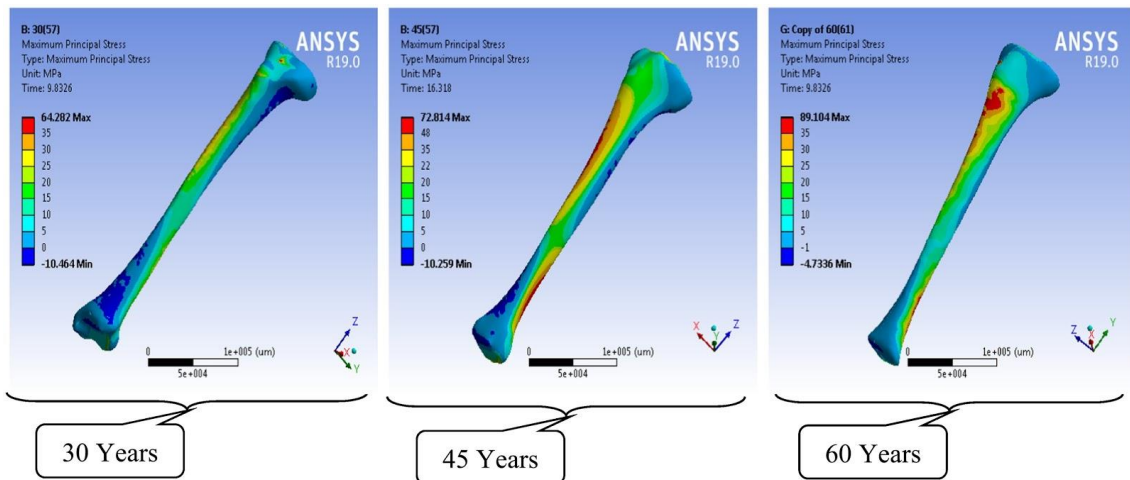 B: 30(57)
Maximum Principal Stress
Type: Maximum Principal Stress
Unit: MPa
Time: 9.8326
ANSYS
R19.0
64.282 Max
35
30
25
20
15
10
5
0
-10.464 Min
Z
X
Y
0
1e+005 (um)
5e+004
30 Years
B: 45(57)
Maximum Principal Stress
Type: Maximum Principal Stress
Unit: MPa
Time: 16.318
ANSYS
R19.0
72.814 Max
48
35
22
20
15
10
5
0
-10.259 Min
X
Y
Z
0
1e+005 (um)
5e+004
45 Years
G: Copy of 60(61)
Maximum Principal Stress
Type: Maximum Principal Stress
Unit: MPa
Time: 9.8326
ANSYS
R19.0
89.104 Max
35
30
25
20
15
10
5
-1
-4.7336 Min
Z
Y
X
0
1e+005 (um)
5e+004
60 Years